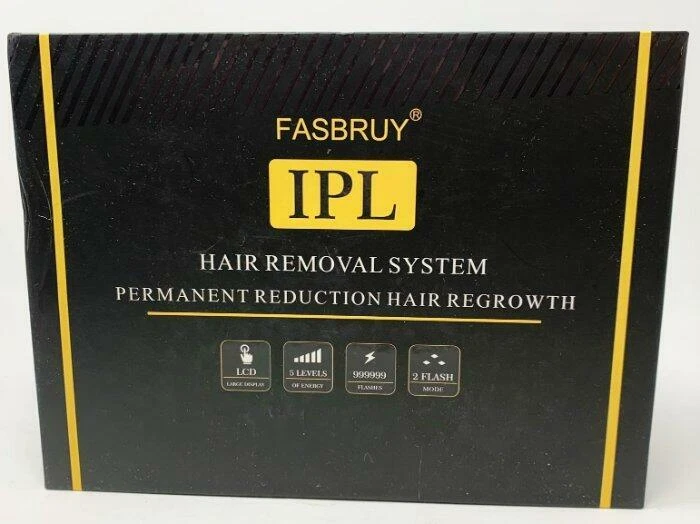 FASBRUY®
IPL
HAIR REMOVAL SYSTEM
PERMANENT REDUCTION HAIR REGROWTH
LCD
LARGE DISPLAY
5 LEVELS
OF ENERGY
999999
FLASHES
2 FLASH
MODE